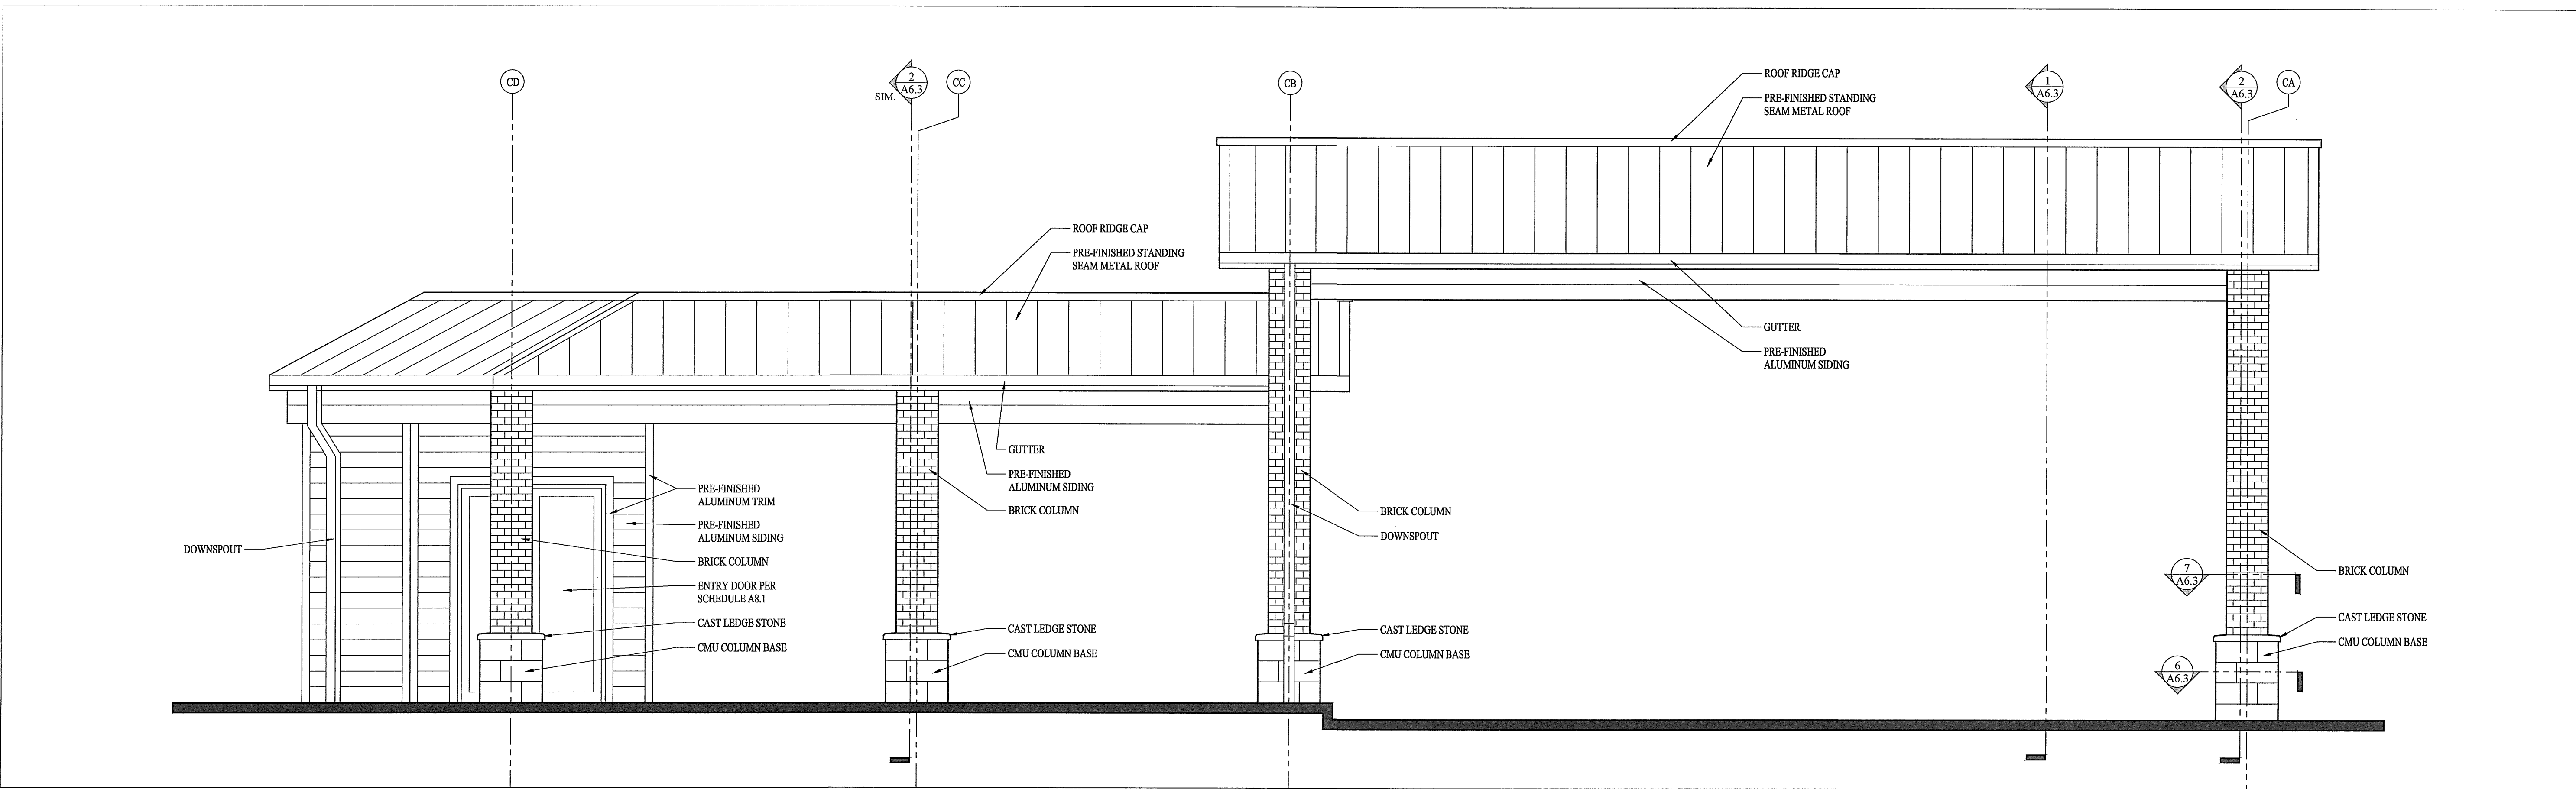 CD
2
A6.3
SIM.
CC
CB
1
A6.3
2
A6.3
CA
ROOF RIDGE CAP
PRE-FINISHED STANDING
SEAM METAL ROOF
ROOF RIDGE CAP
PRE-FINISHED STANDING
SEAM METAL ROOF
GUTTER
PRE-FINISHED
ALUMINUM SIDING
GUTTER
PRE-FINISHED
ALUMINUM SIDING
BRICK COLUMN
PRE-FINISHED
ALUMINUM TRIM
PRE-FINISHED
ALUMINUM SIDING
BRICK COLUMN
ENTRY DOOR PER
SCHEDULE A8.1
CAST LEDGE STONE
CMU COLUMN BASE
DOWNSPOUT
CAST LEDGE STONE
CMU COLUMN BASE
BRICK COLUMN
DOWNSPOUT
CAST LEDGE STONE
CMU COLUMN BASE
7
A6.3
BRICK COLUMN
CAST LEDGE STONE
CMU COLUMN BASE
6
A6.3